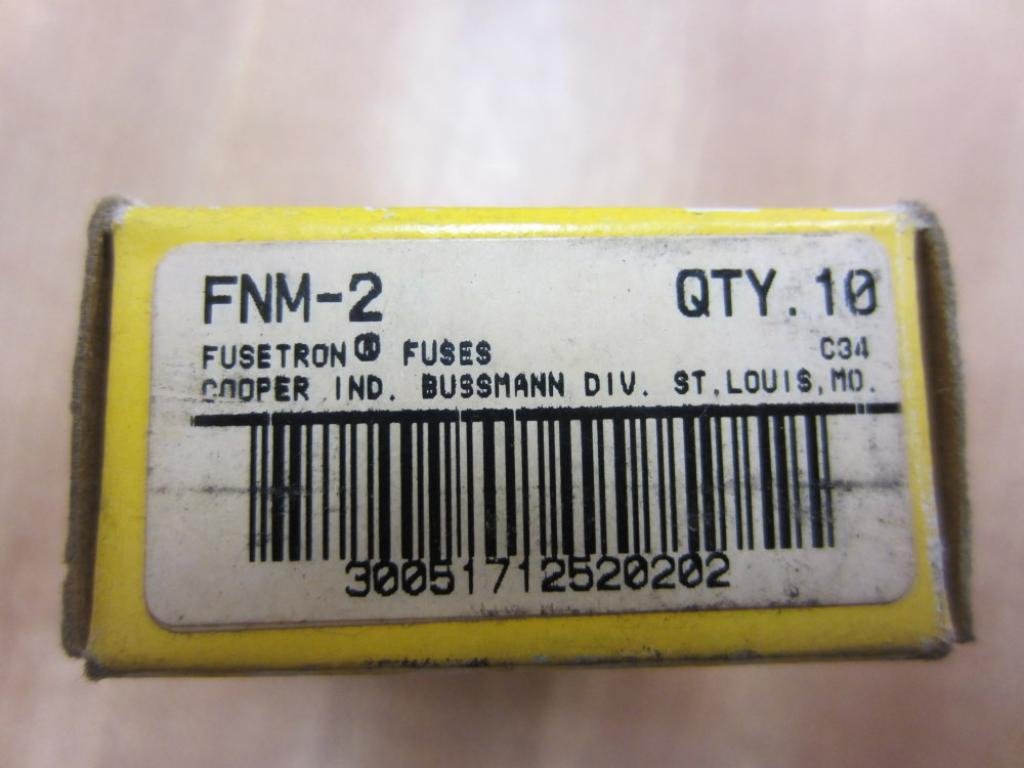 FNM-2 QTY. 10
FUSETRON® FUSES C34
COOPER IND. BUSSMANN DIV. ST. LOUIS, MO.
30051712520202